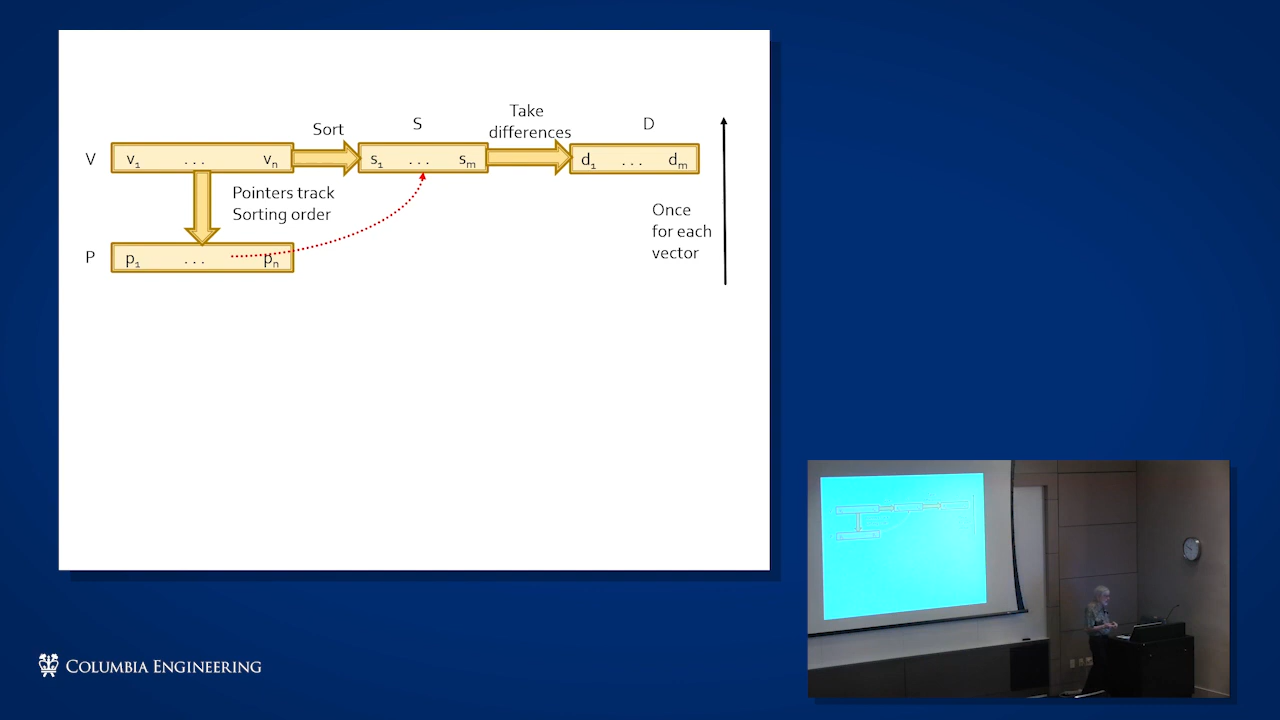 Take
differences
Sort
S
D
V
v1 ... vn
s1 ... sm
d1 ... dm
Pointers track
Sorting order
Once
for each
vector
P
p1 ... pn
COLUMBIA ENGINEERING